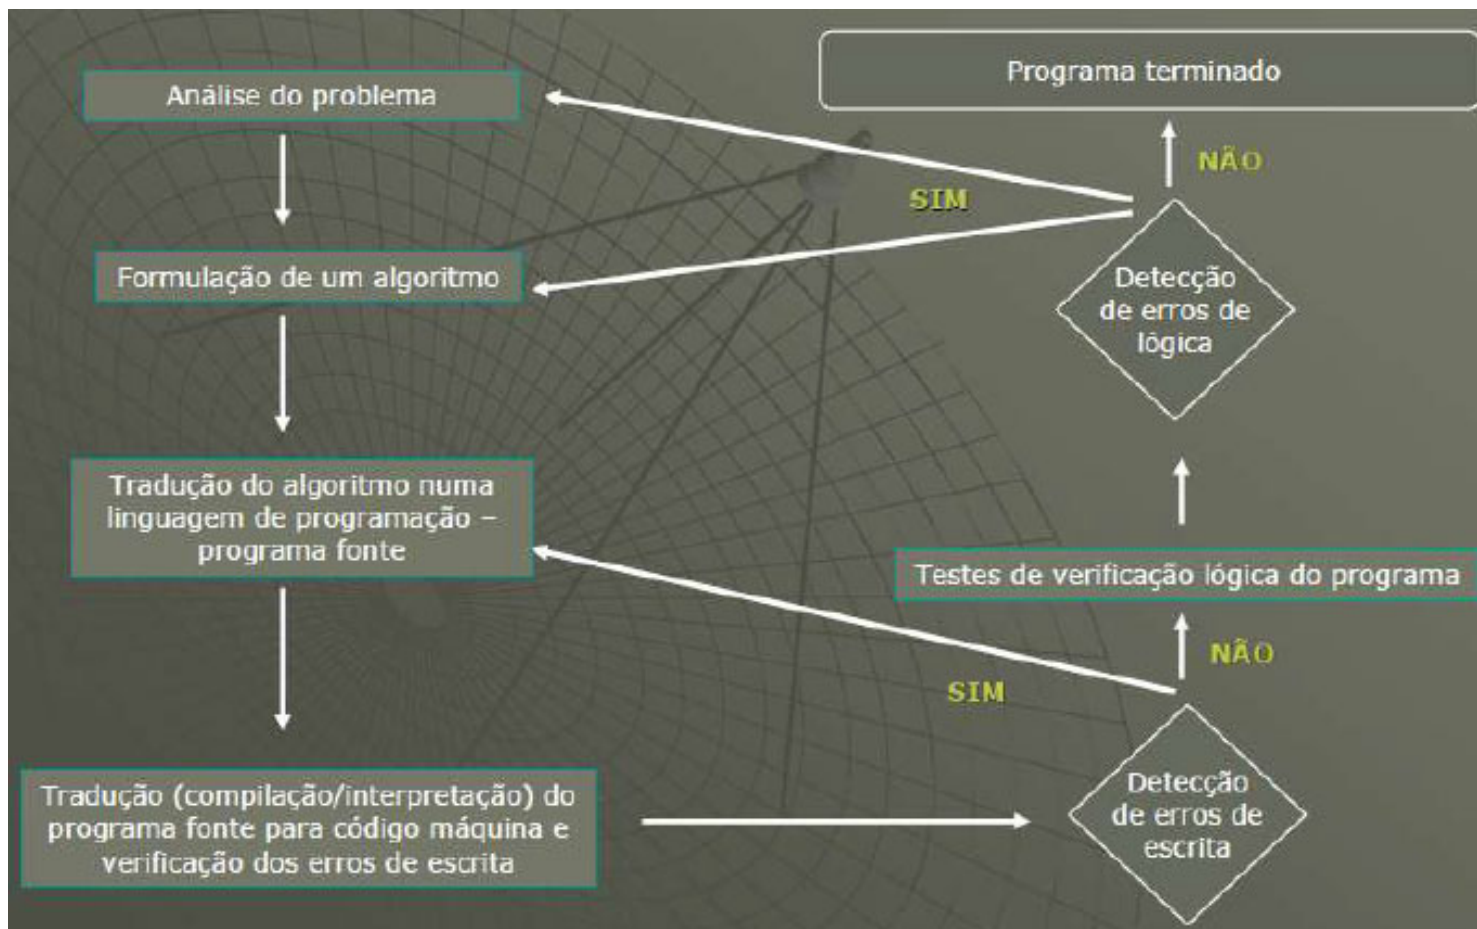 Análise do problema
Formulação de um algoritmo
Tradução do algoritmo numa
linguagem de programação –
programa fonte
Tradução (compilação/interpretação) do
programa fonte para código máquina e
verificação dos erros de escrita
Detecção
de erros de
escrita
SIM
NÃO
Testes de verificação lógica do programa
Detecção
de erros de
lógica
SIM
NÃO
Programa terminado